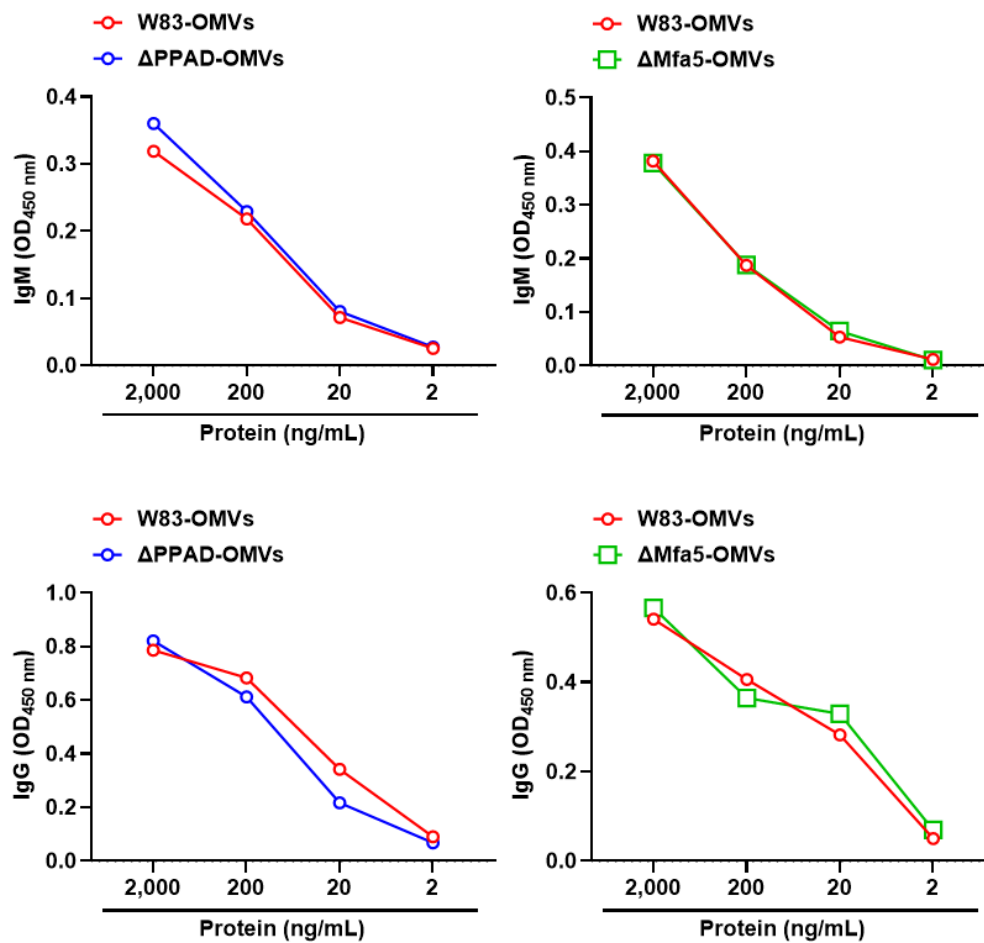 W83-OMVs
ΔPPAD-OMVs
0.4
0.3
0.2
0.1
0.0
IgM (OD450 nm)
2,000 200 20 2
Protein (ng/mL)
W83-OMVs
ΔMfa5-OMVs
0.5
0.4
0.3
0.2
0.1
0.0
IgM (OD450 nm)
2,000 200 20 2
Protein (ng/mL)
W83-OMVs
ΔPPAD-OMVs
1.0
0.8
0.6
0.4
0.2
0.0
IgG (OD450 nm)
2,000 200 20 2
Protein (ng/mL)
W83-OMVs
ΔMfa5-OMVs
0.6
0.4
0.2
0.0
IgG (OD450 nm)
2,000 200 20 2
Protein (ng/mL)